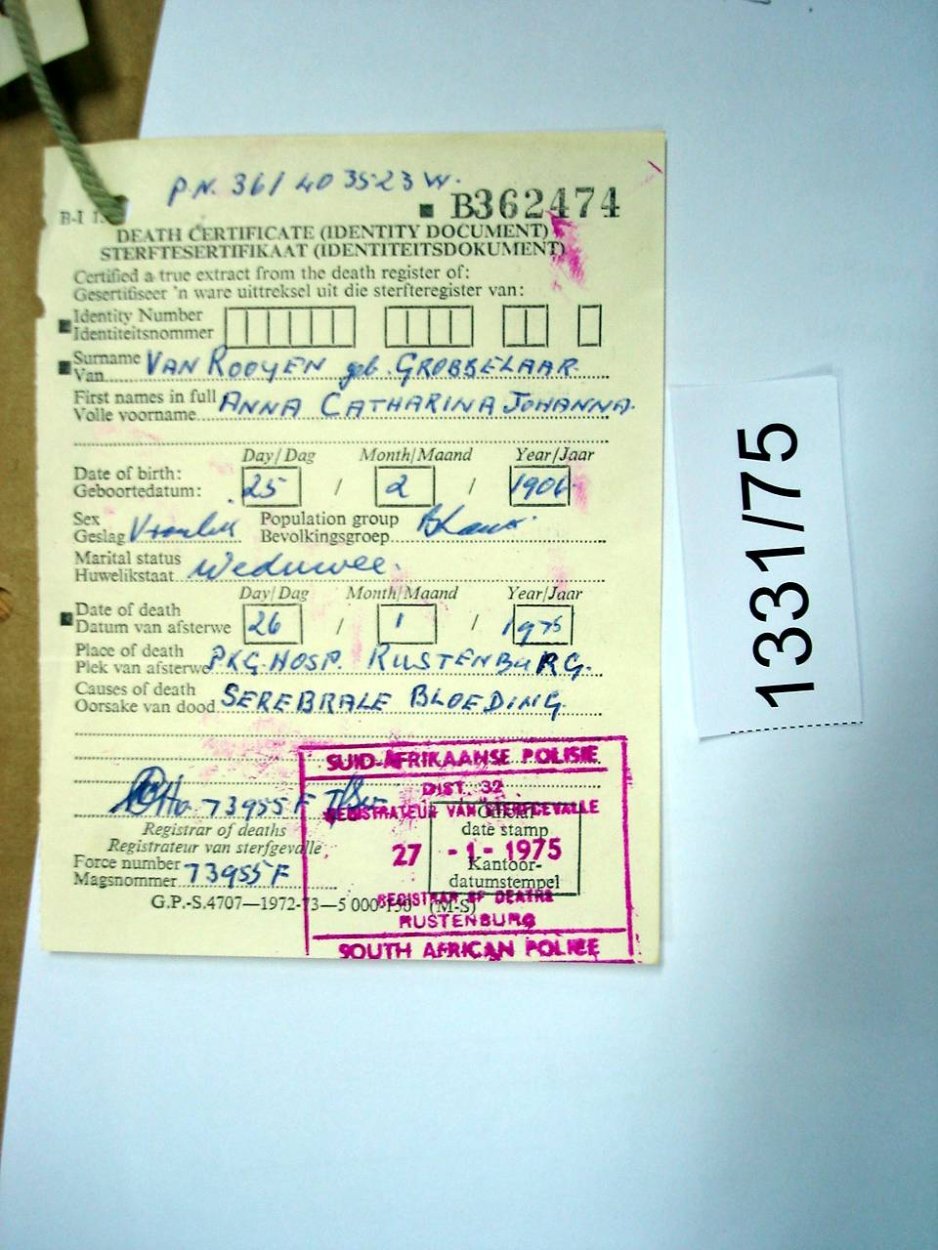 P.N. 36/ 40 3523 W.
B-I 1
B362474
DEATH CERTIFICATE (IDENTITY DOCUMENT)
STERFTESERTIFIKAAT (IDENTITEITSDOKUMENT)
Certified a true extract from the death register of:
Gesertifiseer 'n ware uittreksel uit die sterfteregister van:
Identity Number
Identiteitsnommer
Surname
Van VAN ROOYEN geb. GROBBELAAR.
First names in full
Volle voorname ANNA CATHARINA JOHANNA.
Day/Dag Month/Maand Year/Jaar
Date of birth:
Geboortedatum: 25 / 2 / 1906
Sex Population group
Geslag Vroulik Bevolkingsgroep Blank.
Marital status
Huwelikstaat Weduwee.
Day/Dag Month/Maand Year/Jaar
Date of death
Datum van afsterwe 26 / 1 / 1975
Place of death
Plek van afsterwe PKG. HOSP. RUSTENBURG.
Causes of death
Oorsake van dood SEREBRALE BLOEDING.
SUID-AFRIKAANSE POLISIE
DIST. 32
REGISTRATEUR VAN STERFGEVALLE
73955 F
Registrar of deaths
Registrateur van sterfgevalle
Official
date stamp
27 -1- 1975
Kantoor-
datumstempel
Force number
Magsnommer 73955 F
REGISTRAR OF DEATHS
G.P.-S.4707—1972-73—5 000-150 (M-S)
RUSTENBURG
SOUTH AFRICAN POLICE
1331/75